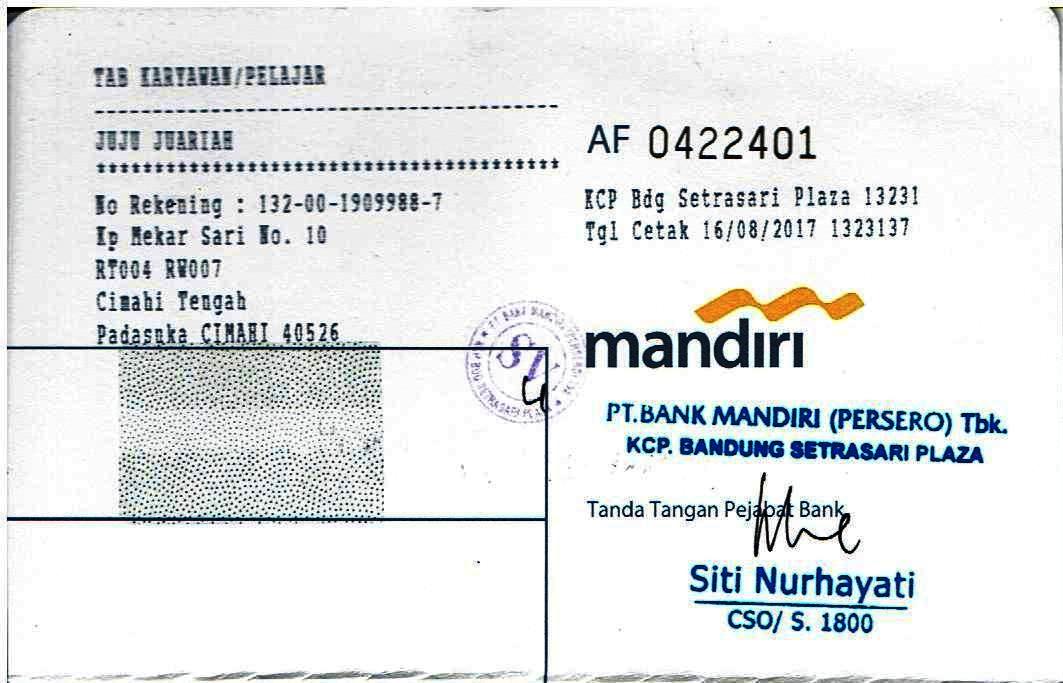 TAB KARYAWAN/PELAJAR
----------------------------------------
JUJU JUARIAH
****************************************
No Rekening : 132-00-1909988-7
Kp Mekar Sari No. 10
RT004 RW007
Cimahi Tengah
Padasuka CIMAHI 40526
AF 0422401
KCP Bdg Setrasari Plaza 13231
Tgl Cetak 16/08/2017 1323137
mandiri
PT.BANK MANDIRI (PERSERO) Tbk.
KCP. BANDUNG SETRASARI PLAZA
Tanda Tangan Pejabat Bank
Siti Nurhayati
CSO/ S. 1800